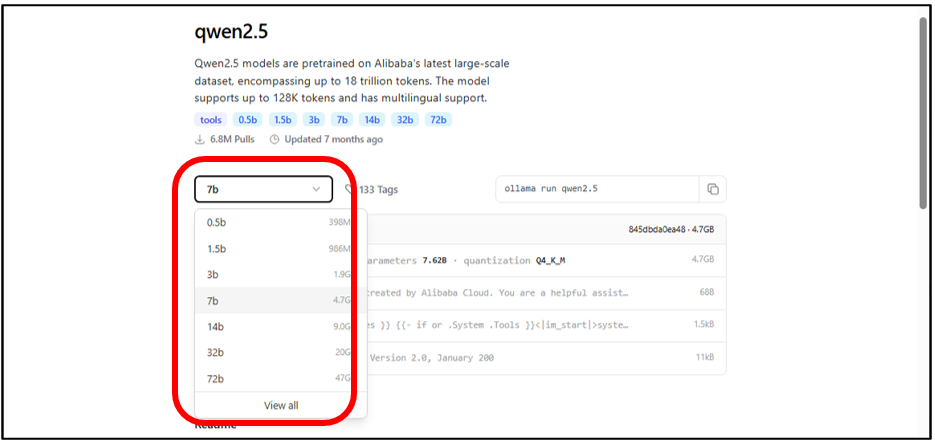 qwen2.5
Qwen2.5 models are pretrained on Alibaba's latest large-scale
dataset, encompassing up to 18 trillion tokens. The model
supports up to 128K tokens and has multilingual support.
tools 0.5b 1.5b 3b 7b 14b 32b 72b
6.8M Pulls Updated 7 months ago
7b 133 Tags ollama run qwen2.5
0.5b 398M
845dbda0ea48 · 4.7GB
1.5b 986M
arameters 7.62B · quantization Q4_K_M 4.7GB
3b 1.9G
7b 4.7G
created by Alibaba Cloud. You are a helpful assist… 68B
14b 9.0G
es }} {{- if or .System .Tools }}<|im_start|>syste… 1.5kB
32b 20G
Version 2.0, January 200 11kB
72b 47G
View all
Readme